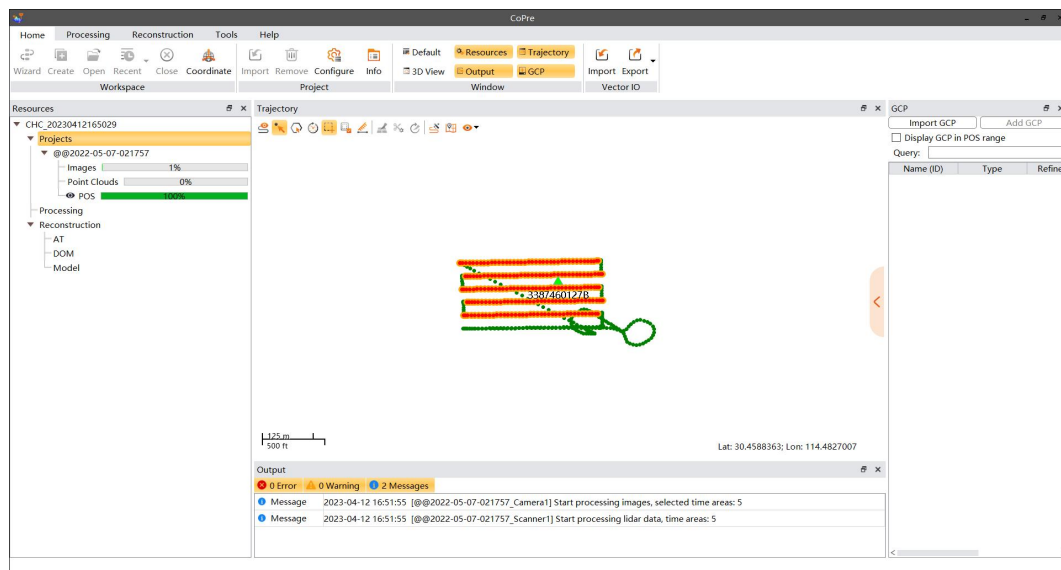 CoPre
Home Processing Reconstruction Tools Help
Wizard Create Open Recent Close Coordinate Import Remove Configure Info Default 3D View Resources Output Trajectory GCP Import Export
Workspace Project Window Vector IO
Resources
CHC_20230412165029
Projects
@@2022-05-07-021757
Images 1%
Point Clouds 0%
POS 100%
Processing
Reconstruction
AT
DOM
Model
Trajectory
3387460127B
125 m
500 ft
Lat: 30.4588363; Lon: 114.4827007
Output
0 Error 0 Warning 2 Messages
Message 2023-04-12 16:51:55 [@@2022-05-07-021757_Camera1] Start processing images, selected time areas: 5
Message 2023-04-12 16:51:55 [@@2022-05-07-021757_Scanner1] Start processing lidar data, time areas: 5
GCP
Import GCP Add GCP
Display GCP in POS range
Query:
Name (ID) Type Refine